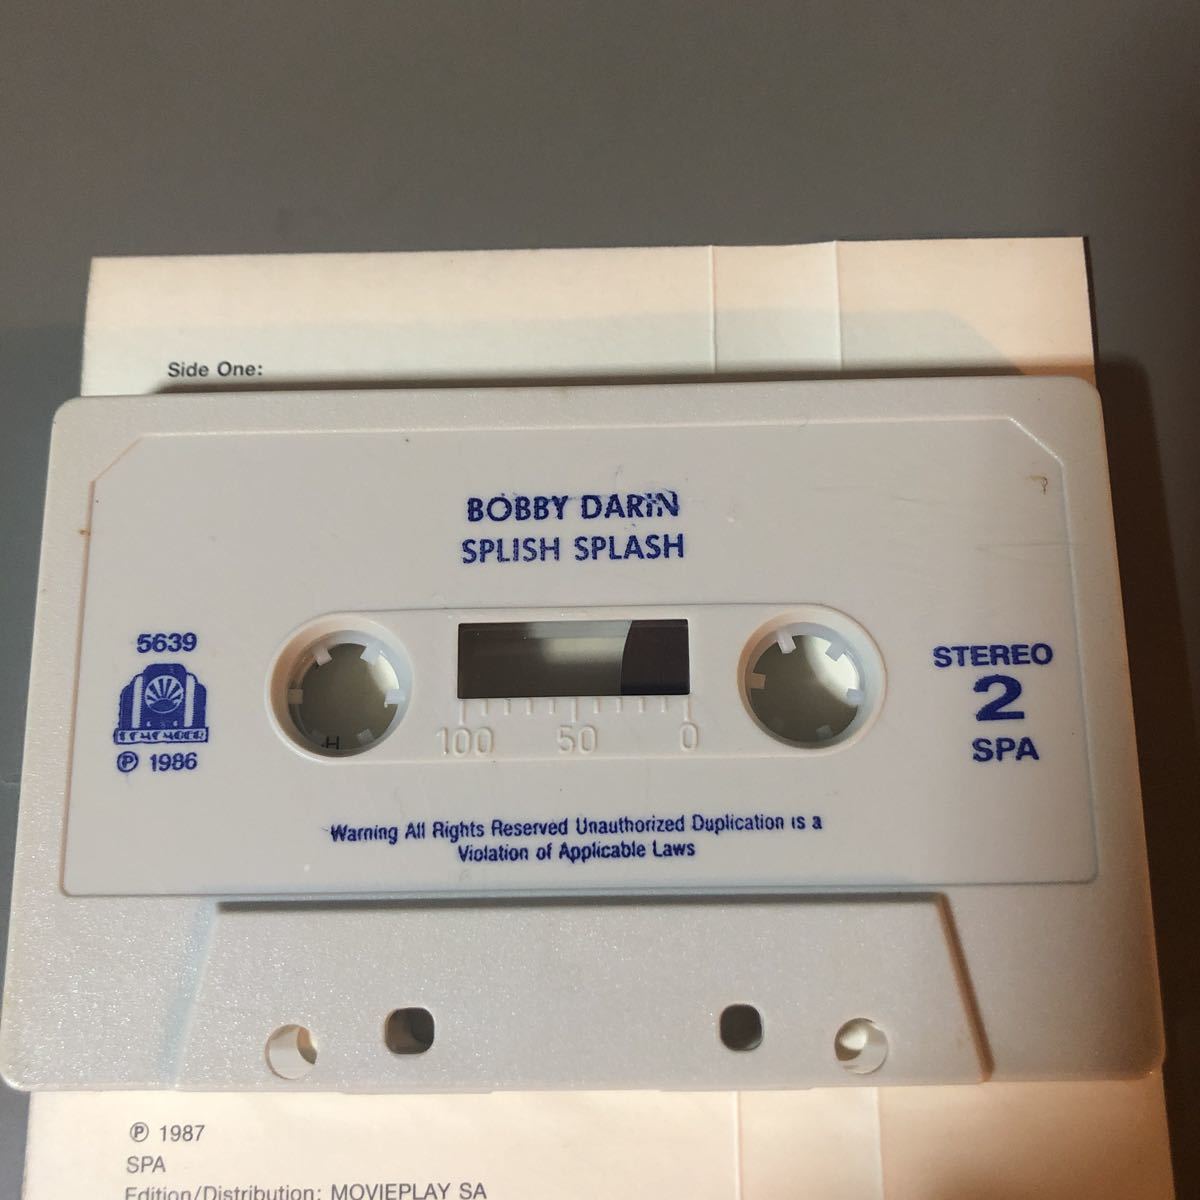 Side One:
BOBBY DARIN
SPLISH SPLASH
5639
REMEMBER
℗ 1986
STEREO
2
SPA
100 50 0
Warning All Rights Reserved Unauthorized Duplication is a
Violation of Applicable Laws
℗ 1987
SPA
Edition/Distribution: MOVIEPLAY SA